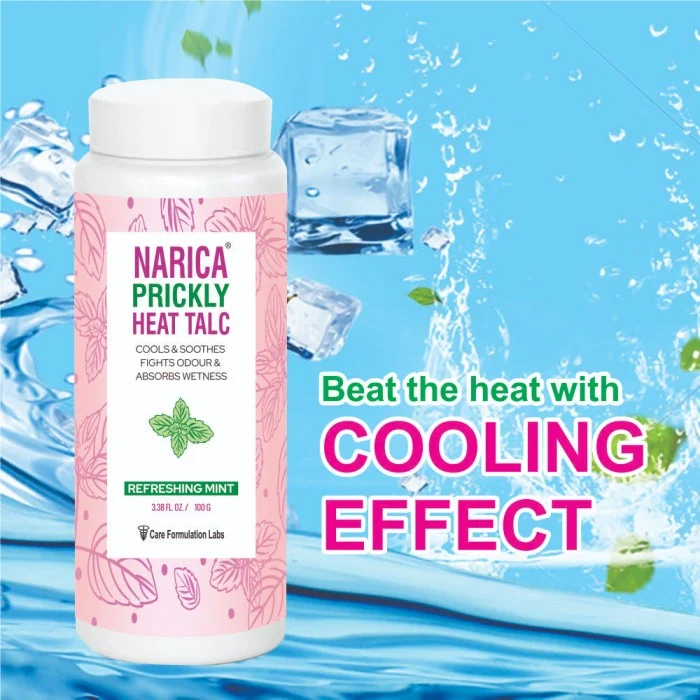 NARICA®
PRICKLY
HEAT TALC
COOLS & SOOTHES
FIGHTS ODOUR &
ABSORBS WETNESS
REFRESHING MINT
3.38 FL. OZ. / 100 G
Care Formulation Labs
Beat the heat with
COOLING
EFFECT